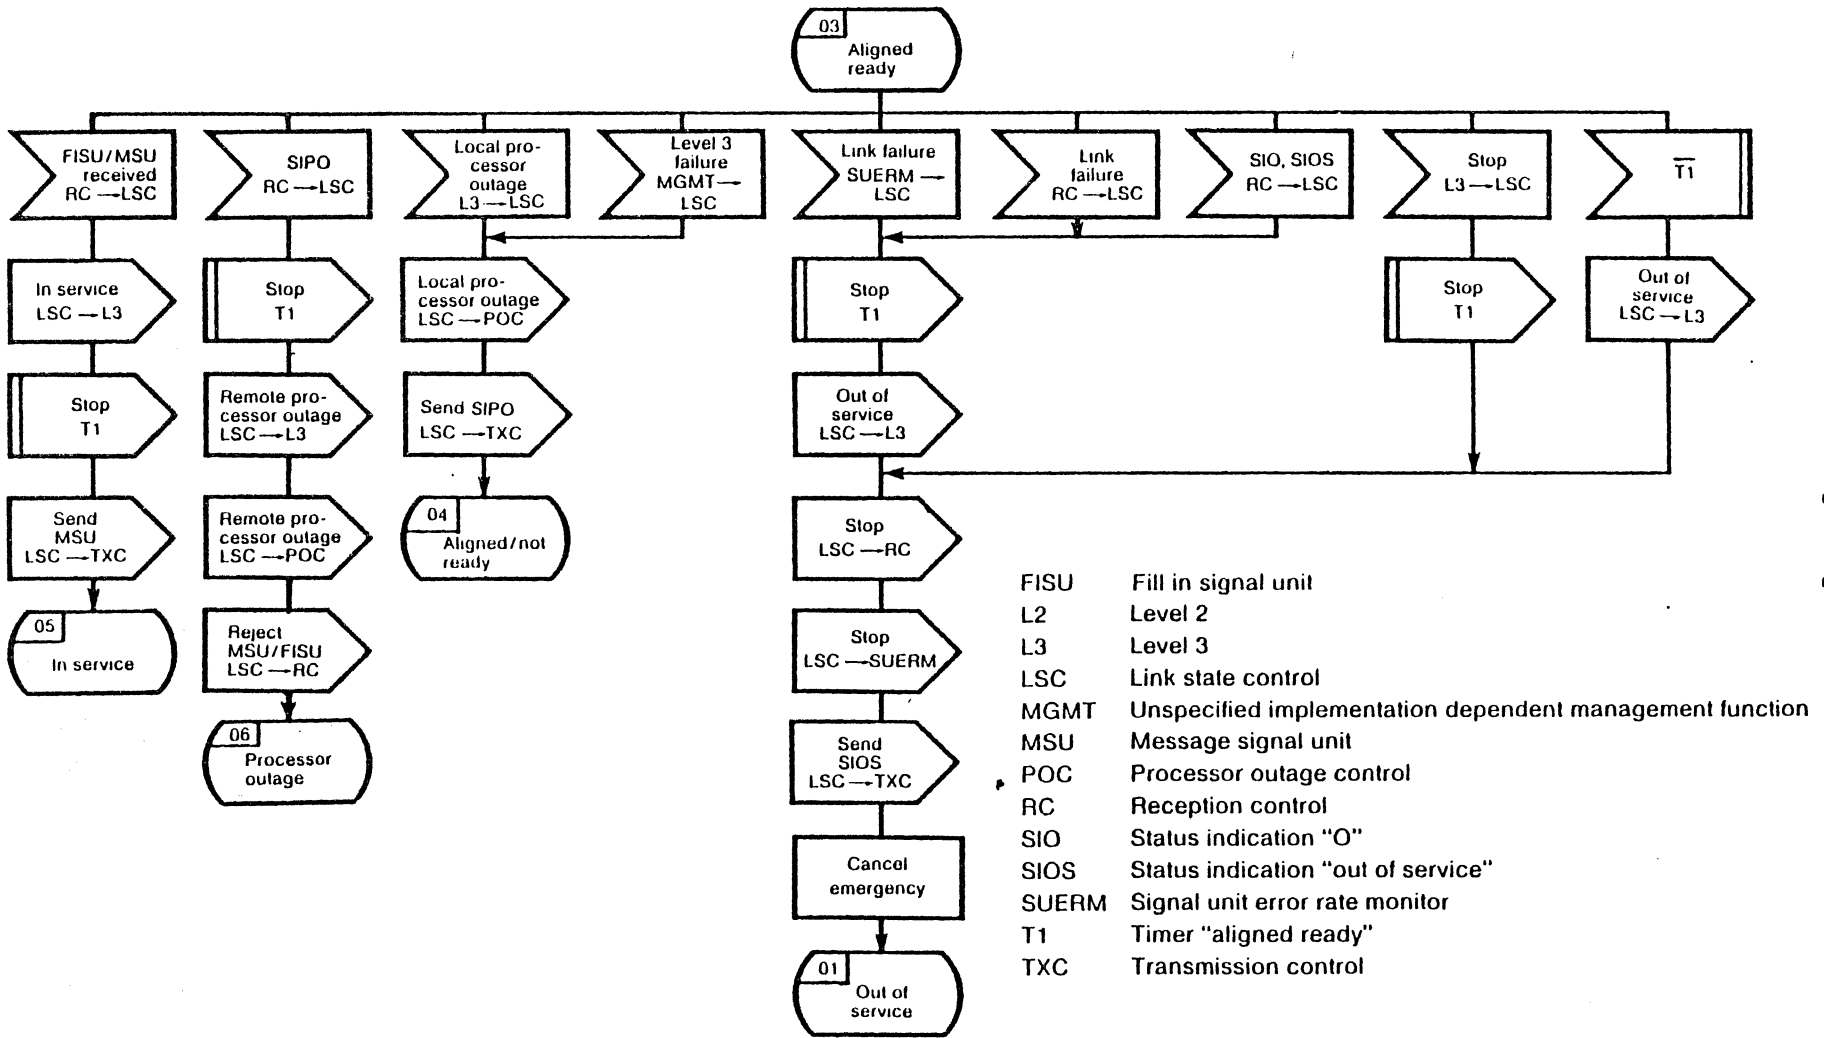 03
Aligned
ready
FISU/MSU
received
RC → LSC
SIPO
RC → LSC
Local pro-
cessor
outage
L3 → LSC
Level 3
failure
MGMT →
LSC
Link failure
SUERM →
LSC
Link
failure
RC → LSC
SIO, SIOS
RC → LSC
Stop
L3 → LSC
T1
In service
LSC → L3
Stop
T1
Send
MSU
LSC → TXC
05
In service
Stop
T1
Remote pro-
cessor outage
LSC → L3
Remote pro-
cessor outage
LSC → POC
Reject
MSU/FISU
LSC → RC
06
Processor
outage
Local pro-
cessor outage
LSC → POC
Send SIPO
LSC → TXC
04
Aligned/not
ready
Stop
T1
Out of
service
LSC → L3
Stop
LSC → RC
Stop
LSC → SUERM
Send
SIOS
LSC → TXC
Cancel
emergency
01
Out of
service
Stop
T1
Out of
service
LSC → L3
FISU Fill in signal unit
L2 Level 2
L3 Level 3
LSC Link state control
MGMT Unspecified implementation dependent management function
MSU Message signal unit
POC Processor outage control
RC Reception control
SIO Status indication "O"
SIOS Status indication "out of service"
SUERM Signal unit error rate monitor
T1 Timer "aligned ready"
TXC Transmission control